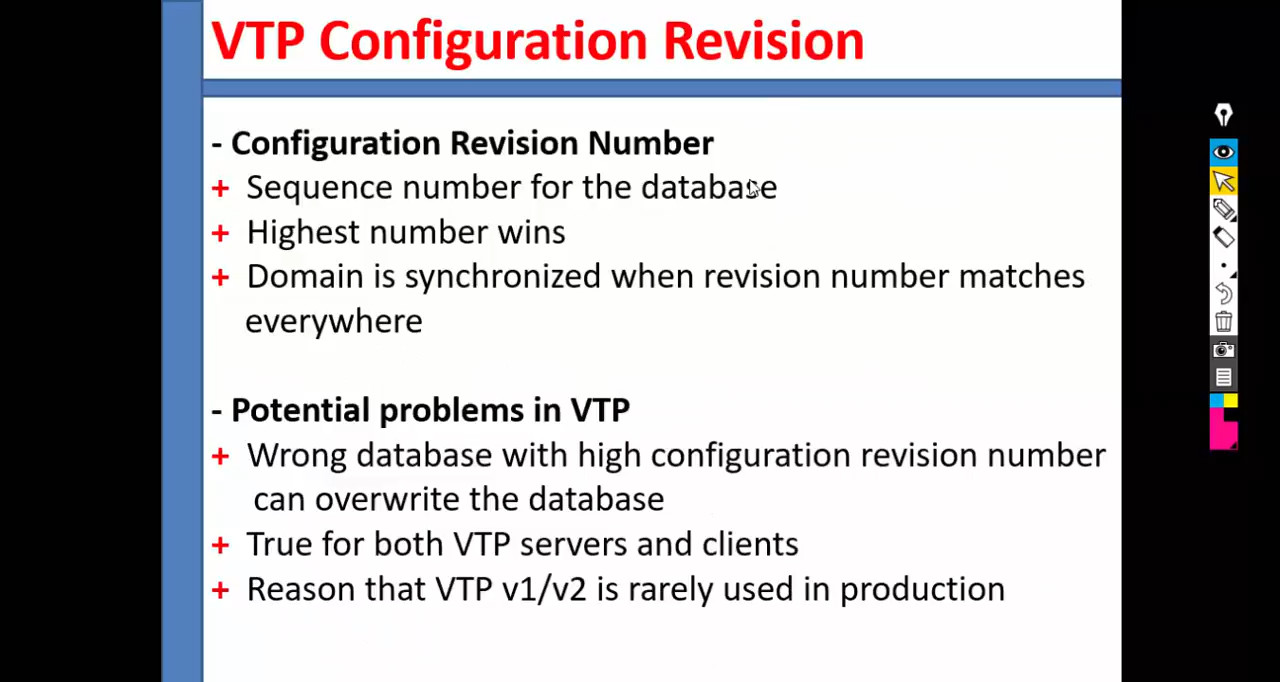 VTP Configuration Revision
- Configuration Revision Number
+ Sequence number for the database
+ Highest number wins
+ Domain is synchronized when revision number matches
everywhere
- Potential problems in VTP
+ Wrong database with high configuration revision number
can overwrite the database
+ True for both VTP servers and clients
+ Reason that VTP v1/v2 is rarely used in production